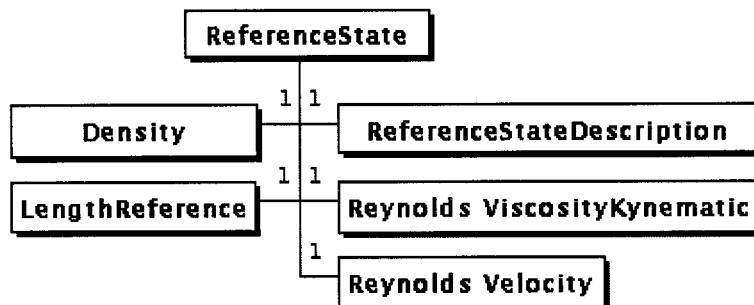 ReferenceState
1 1
Density
ReferenceStateDescription
1 1
LengthReference
Reynolds ViscosityKynematic
1
Reynolds Velocity